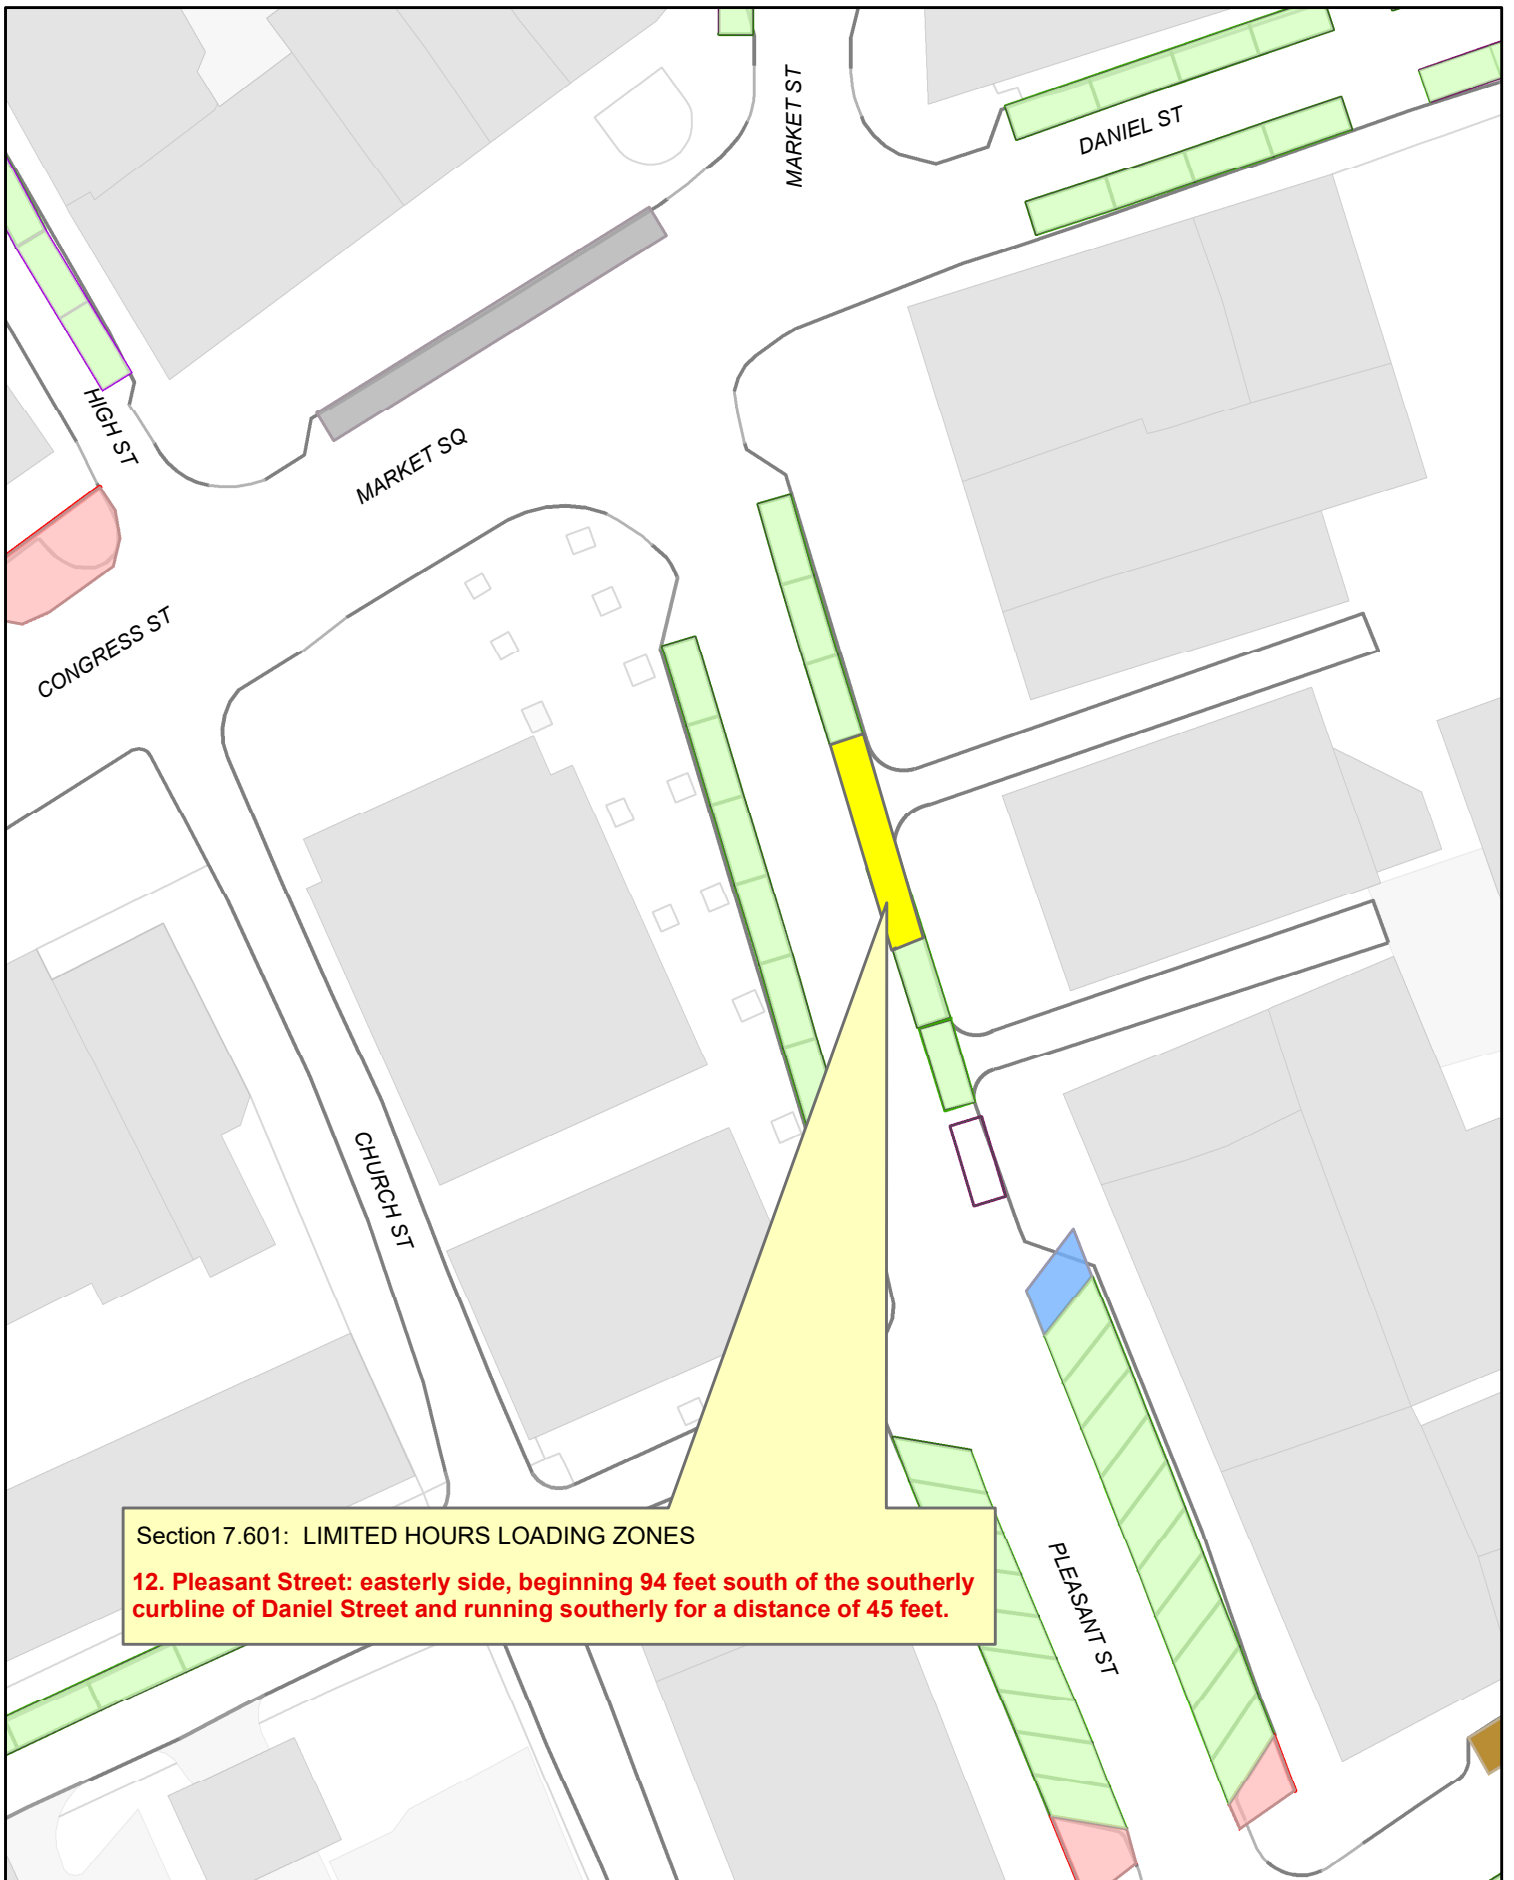 MARKET ST
DANIEL ST
HIGH ST
MARKET SQ
CONGRESS ST
CHURCH ST
Section 7.601:  LIMITED HOURS LOADING ZONES
12. Pleasant Street: easterly side, beginning 94 feet south of the southerly
curbline of Daniel Street and running southerly for a distance of 45 feet.
PLEASANT ST